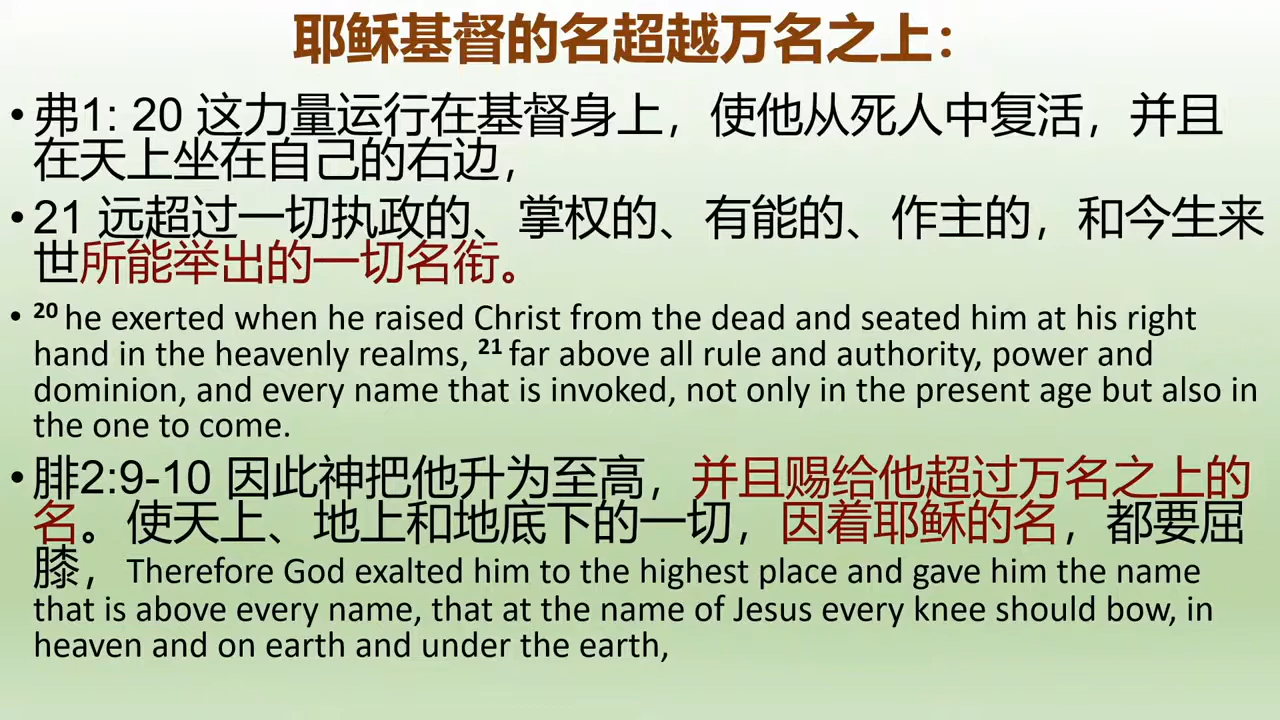 耶稣基督的名超越万名之上：
• 弗1: 20 这力量运行在基督身上，使他从死人中复活，并且
在天上坐在自己的右边，
• 21 远超过一切执政的、掌权的、有能的、作主的，和今生来
世所能举出的一切名衔。
• 20 he exerted when he raised Christ from the dead and seated him at his right
hand in the heavenly realms, 21 far above all rule and authority, power and
dominion, and every name that is invoked, not only in the present age but also in
the one to come.
• 腓2:9-10 因此神把他升为至高，并且赐给他超过万名之上的
名。使天上、地上和地底下的一切，因着耶稣的名，都要屈
膝，Therefore God exalted him to the highest place and gave him the name
that is above every name, that at the name of Jesus every knee should bow, in
heaven and on earth and under the earth,